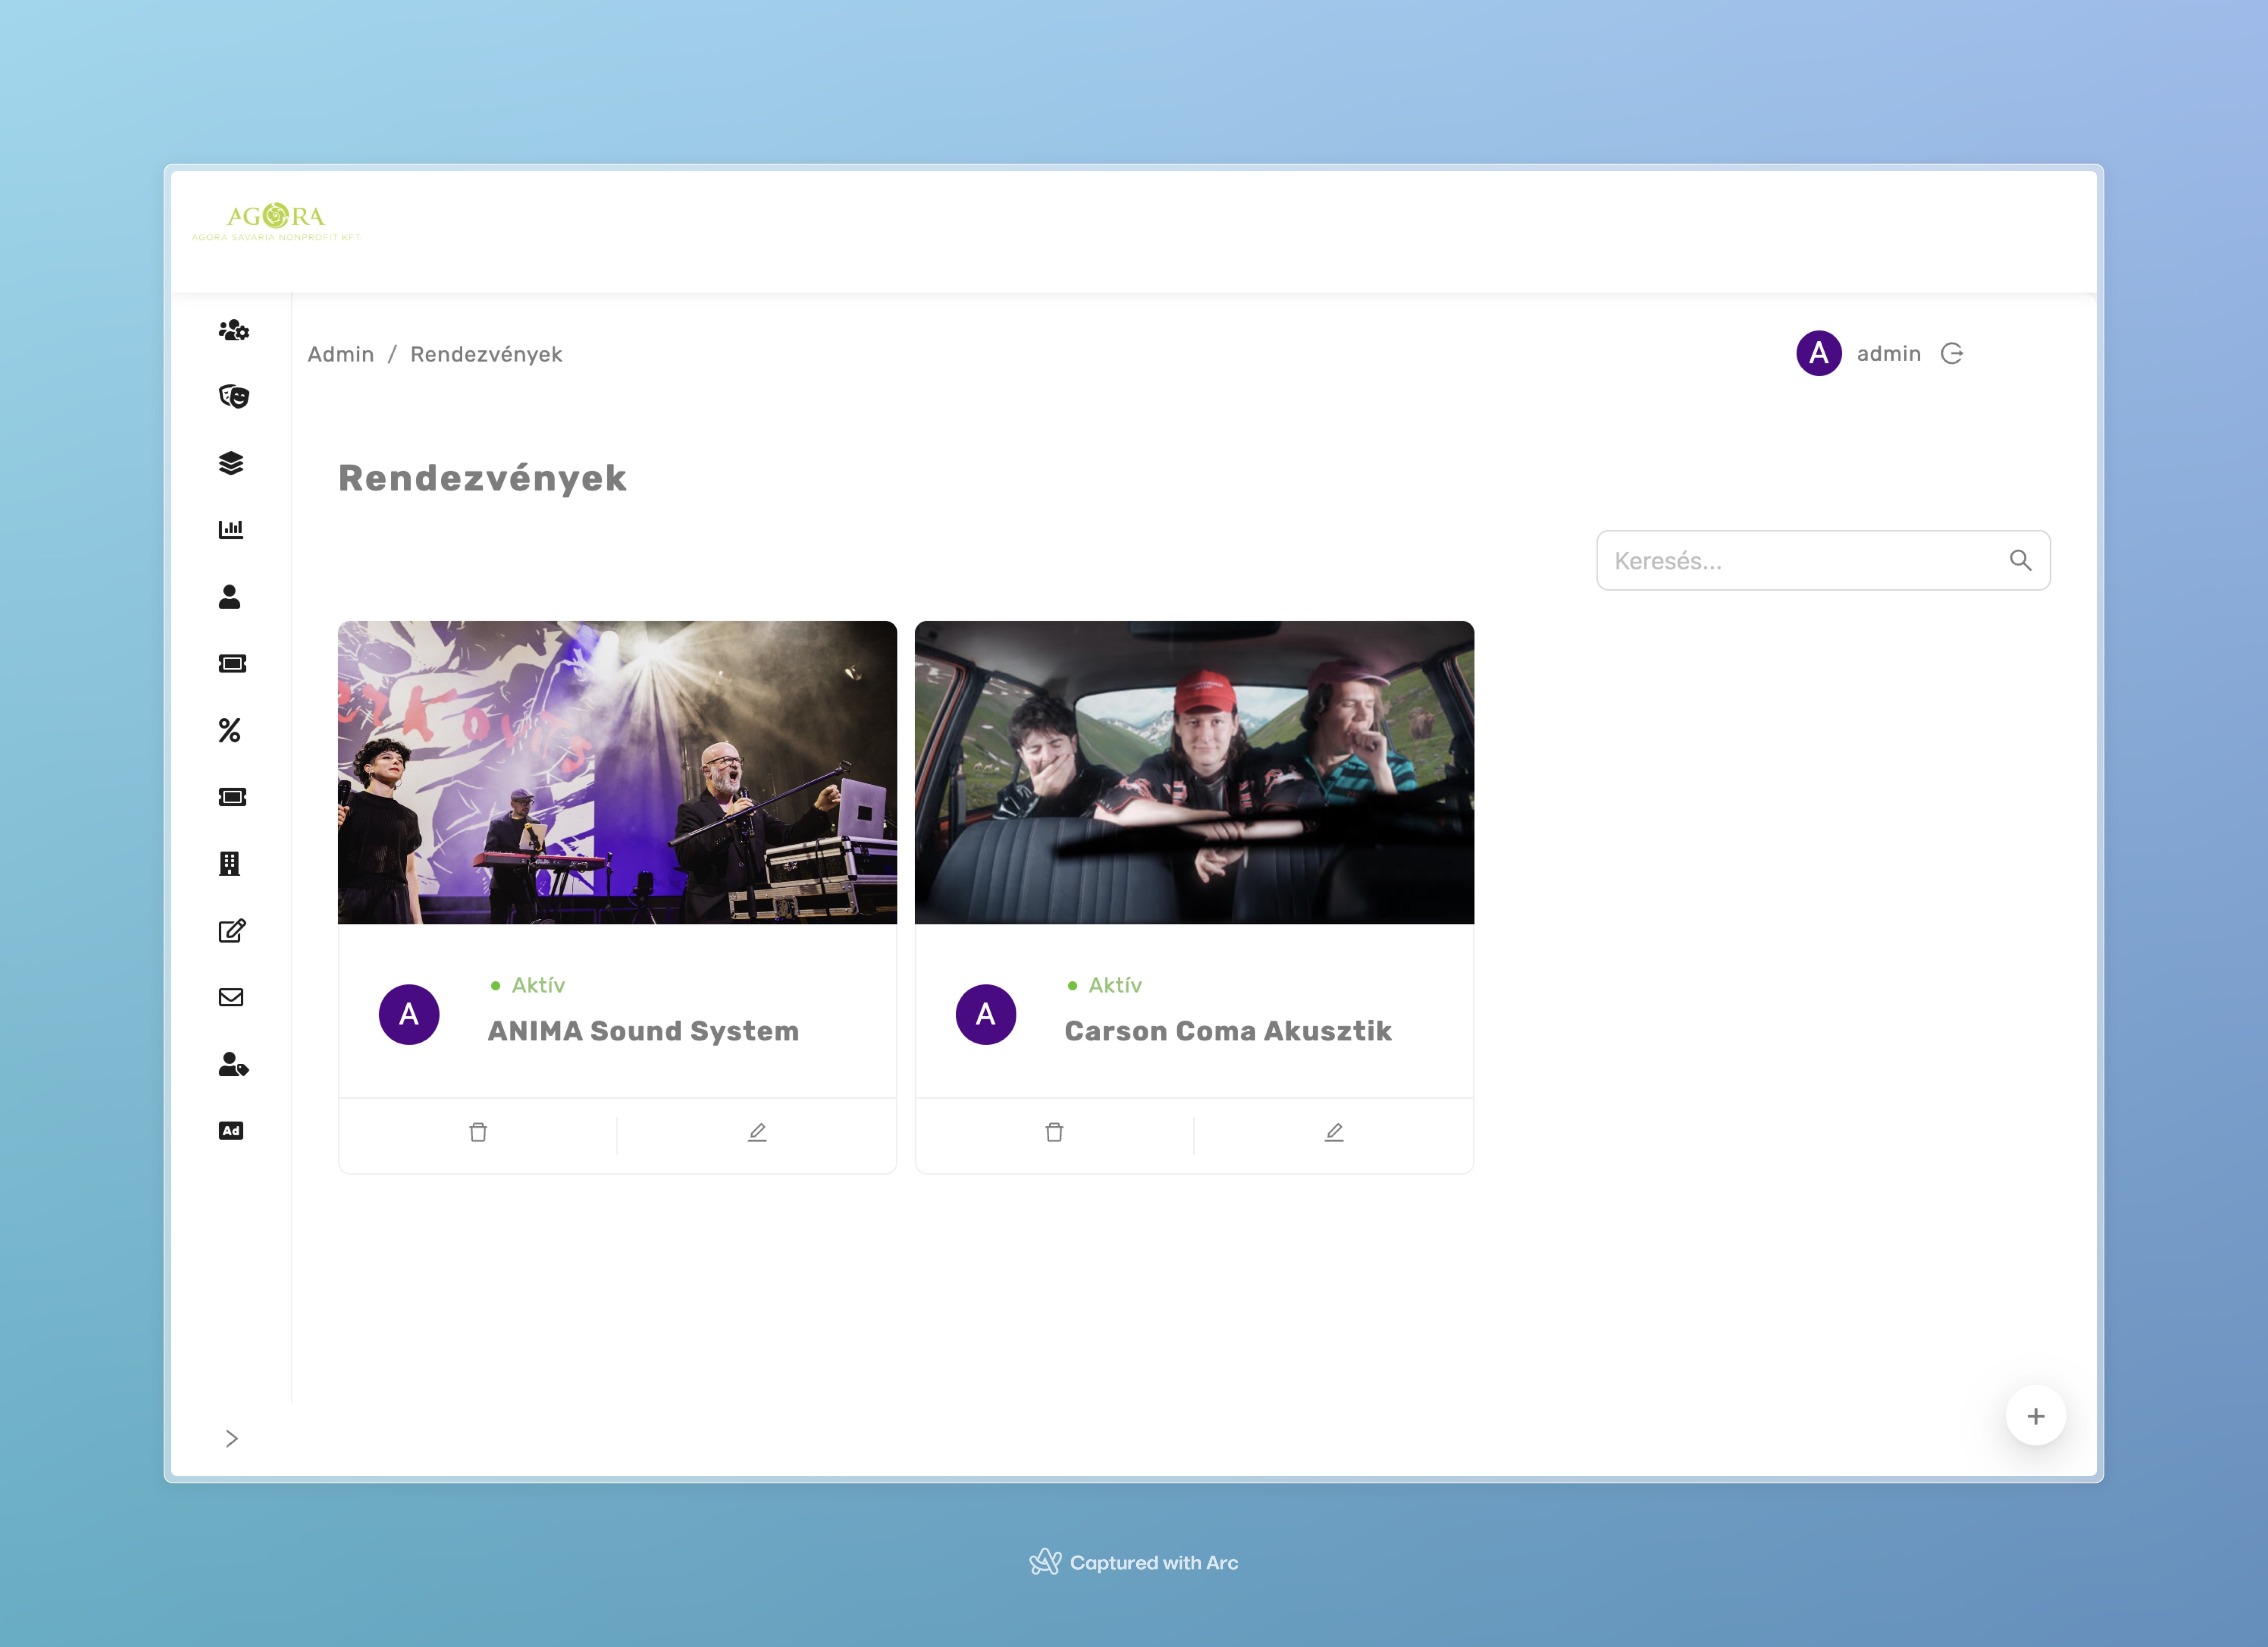 AGORA
AGORA SAVARIA NONPROFIT KFT
Admin / Rendezvények
A admin
Rendezvények
Keresés...
Aktív
A
ANIMA Sound System
Aktív
A
Carson Coma Akusztik
Ad
Captured with Arc